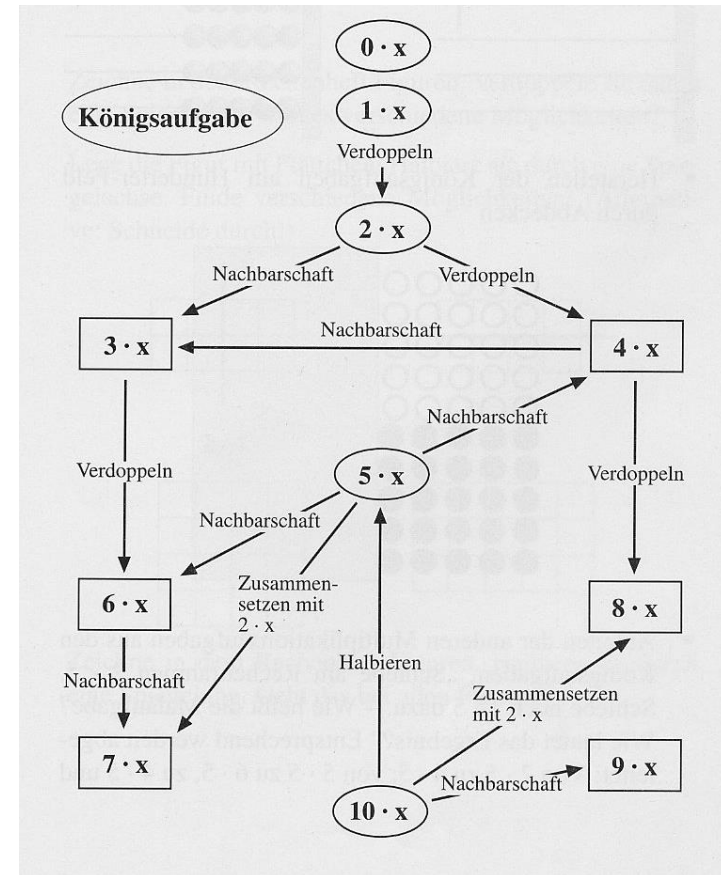 0 · x
Königsaufgabe
1 · x
Verdoppeln
2 · x
Nachbarschaft
Verdoppeln
Nachbarschaft
3 · x
4 · x
Nachbarschaft
Verdoppeln
5 · x
Verdoppeln
Nachbarschaft
Zusammen-
setzen mit
2 · x
6 · x
8 · x
Halbieren
Nachbarschaft
Zusammensetzen
mit 2 · x
7 · x
9 · x
Nachbarschaft
10 · x